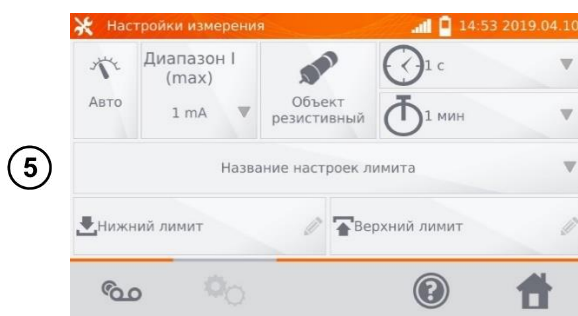 Настройки измерения
14:53 2019.04.10
Диапазон I
(max)
1 с
Авто
1 mA
Объект
резистивный
1 мин
5
Название настроек лимита
Нижний лимит
Верхний лимит
?